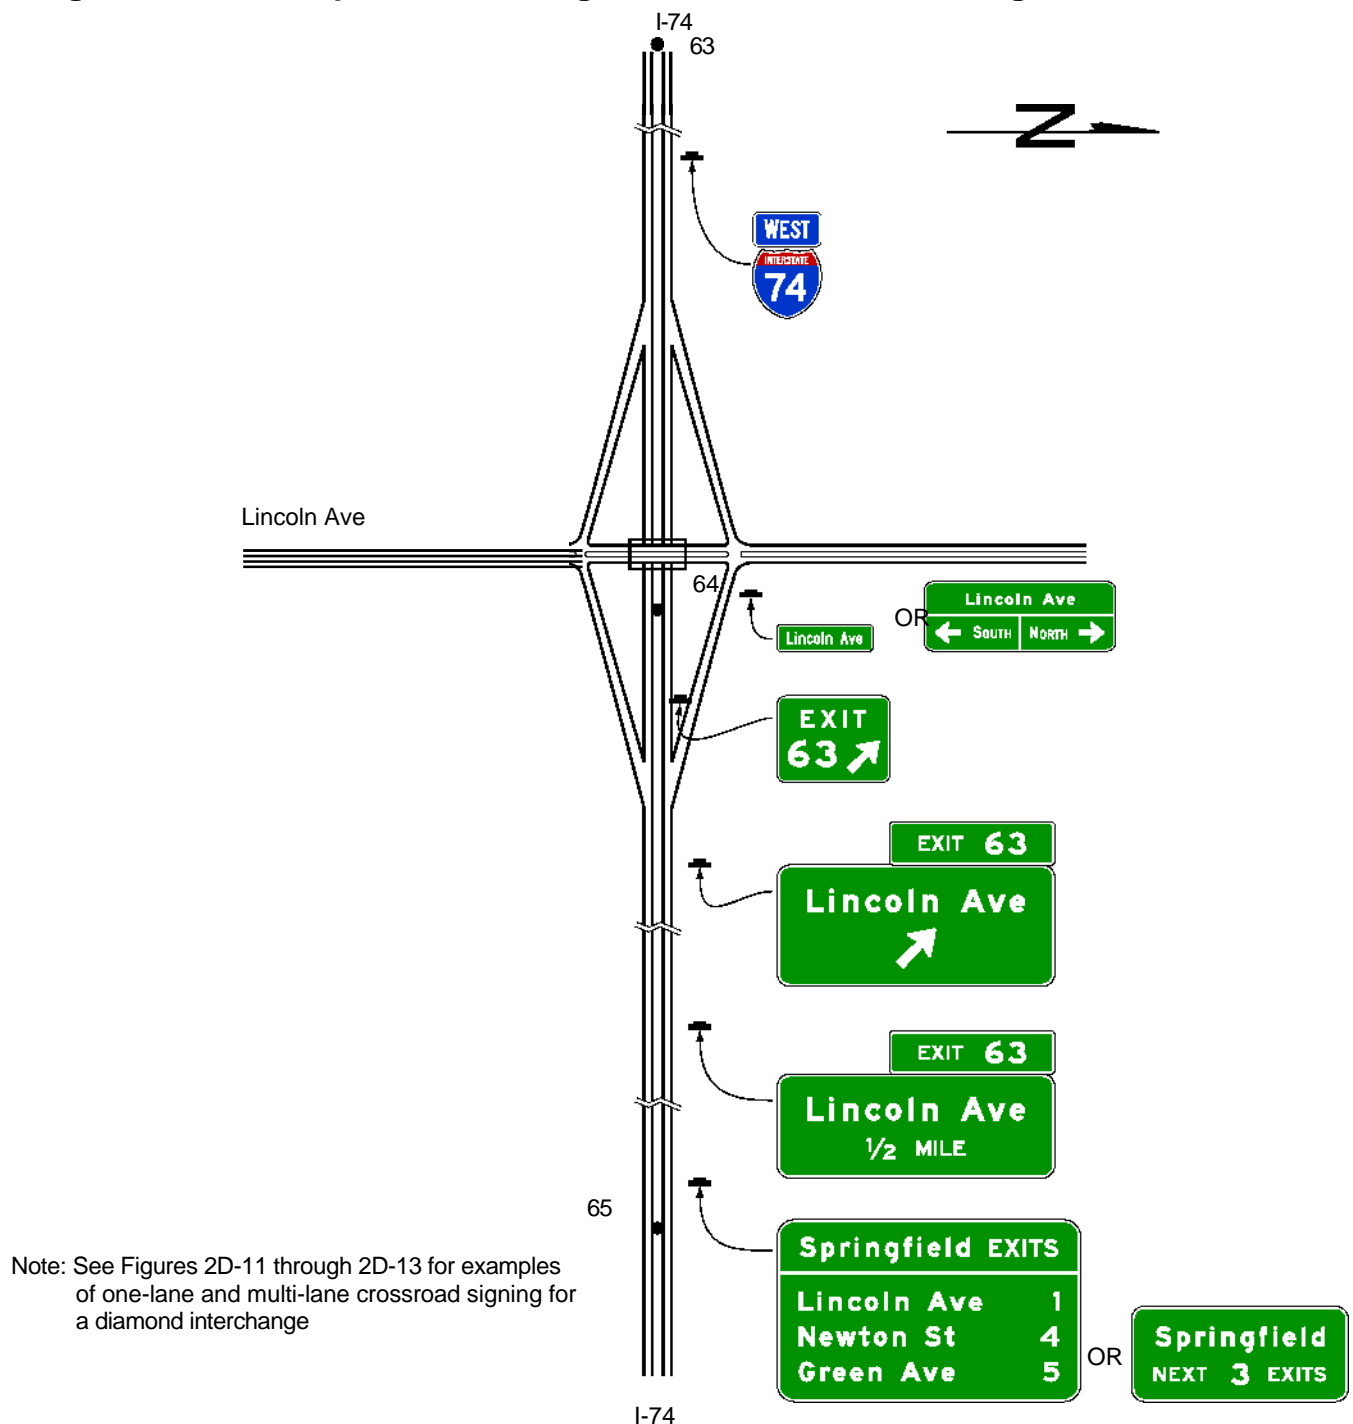 I-74
63
N
WEST
INTERSTATE
74
Lincoln Ave
64
Lincoln Ave
OR
Lincoln Ave
SOUTH NORTH
EXIT
63
EXIT 63
Lincoln Ave
EXIT 63
Lincoln Ave
1/2 MILE
65
Springfield EXITS
Lincoln Ave 1
Newton St 4
Green Ave 5
OR
Springfield
NEXT 3 EXITS
Note: See Figures 2D-11 through 2D-13 for examples
of one-lane and multi-lane crossroad signing for
a diamond interchange
I-74